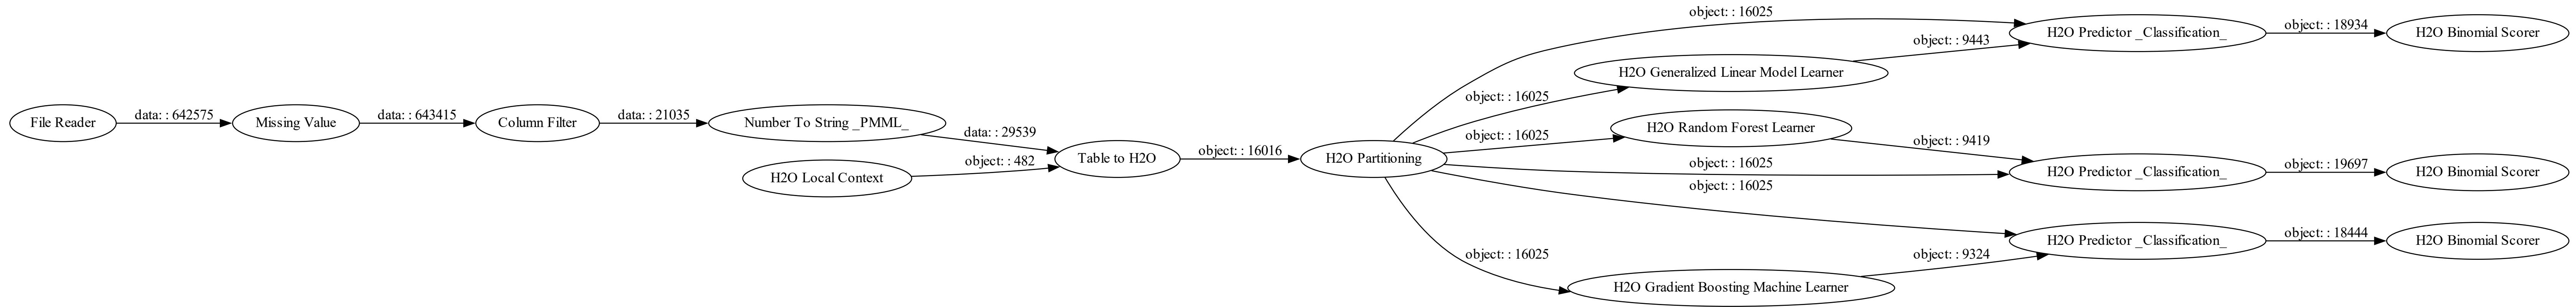 File Reader
data: : 642575
Missing Value
data: : 643415
Column Filter
data: : 21035
Number To String _PMML_
data: : 29539
H2O Local Context
object: : 482
Table to H2O
object: : 16016
H2O Partitioning
object: : 16025
object: : 16025
object: : 16025
object: : 16025
object: : 16025
object: : 16025
H2O Generalized Linear Model Learner
object: : 9443
H2O Random Forest Learner
object: : 9419
H2O Gradient Boosting Machine Learner
object: : 9324
H2O Predictor _Classification_
object: : 18934
H2O Binomial Scorer
H2O Predictor _Classification_
object: : 19697
H2O Binomial Scorer
H2O Predictor _Classification_
object: : 18444
H2O Binomial Scorer